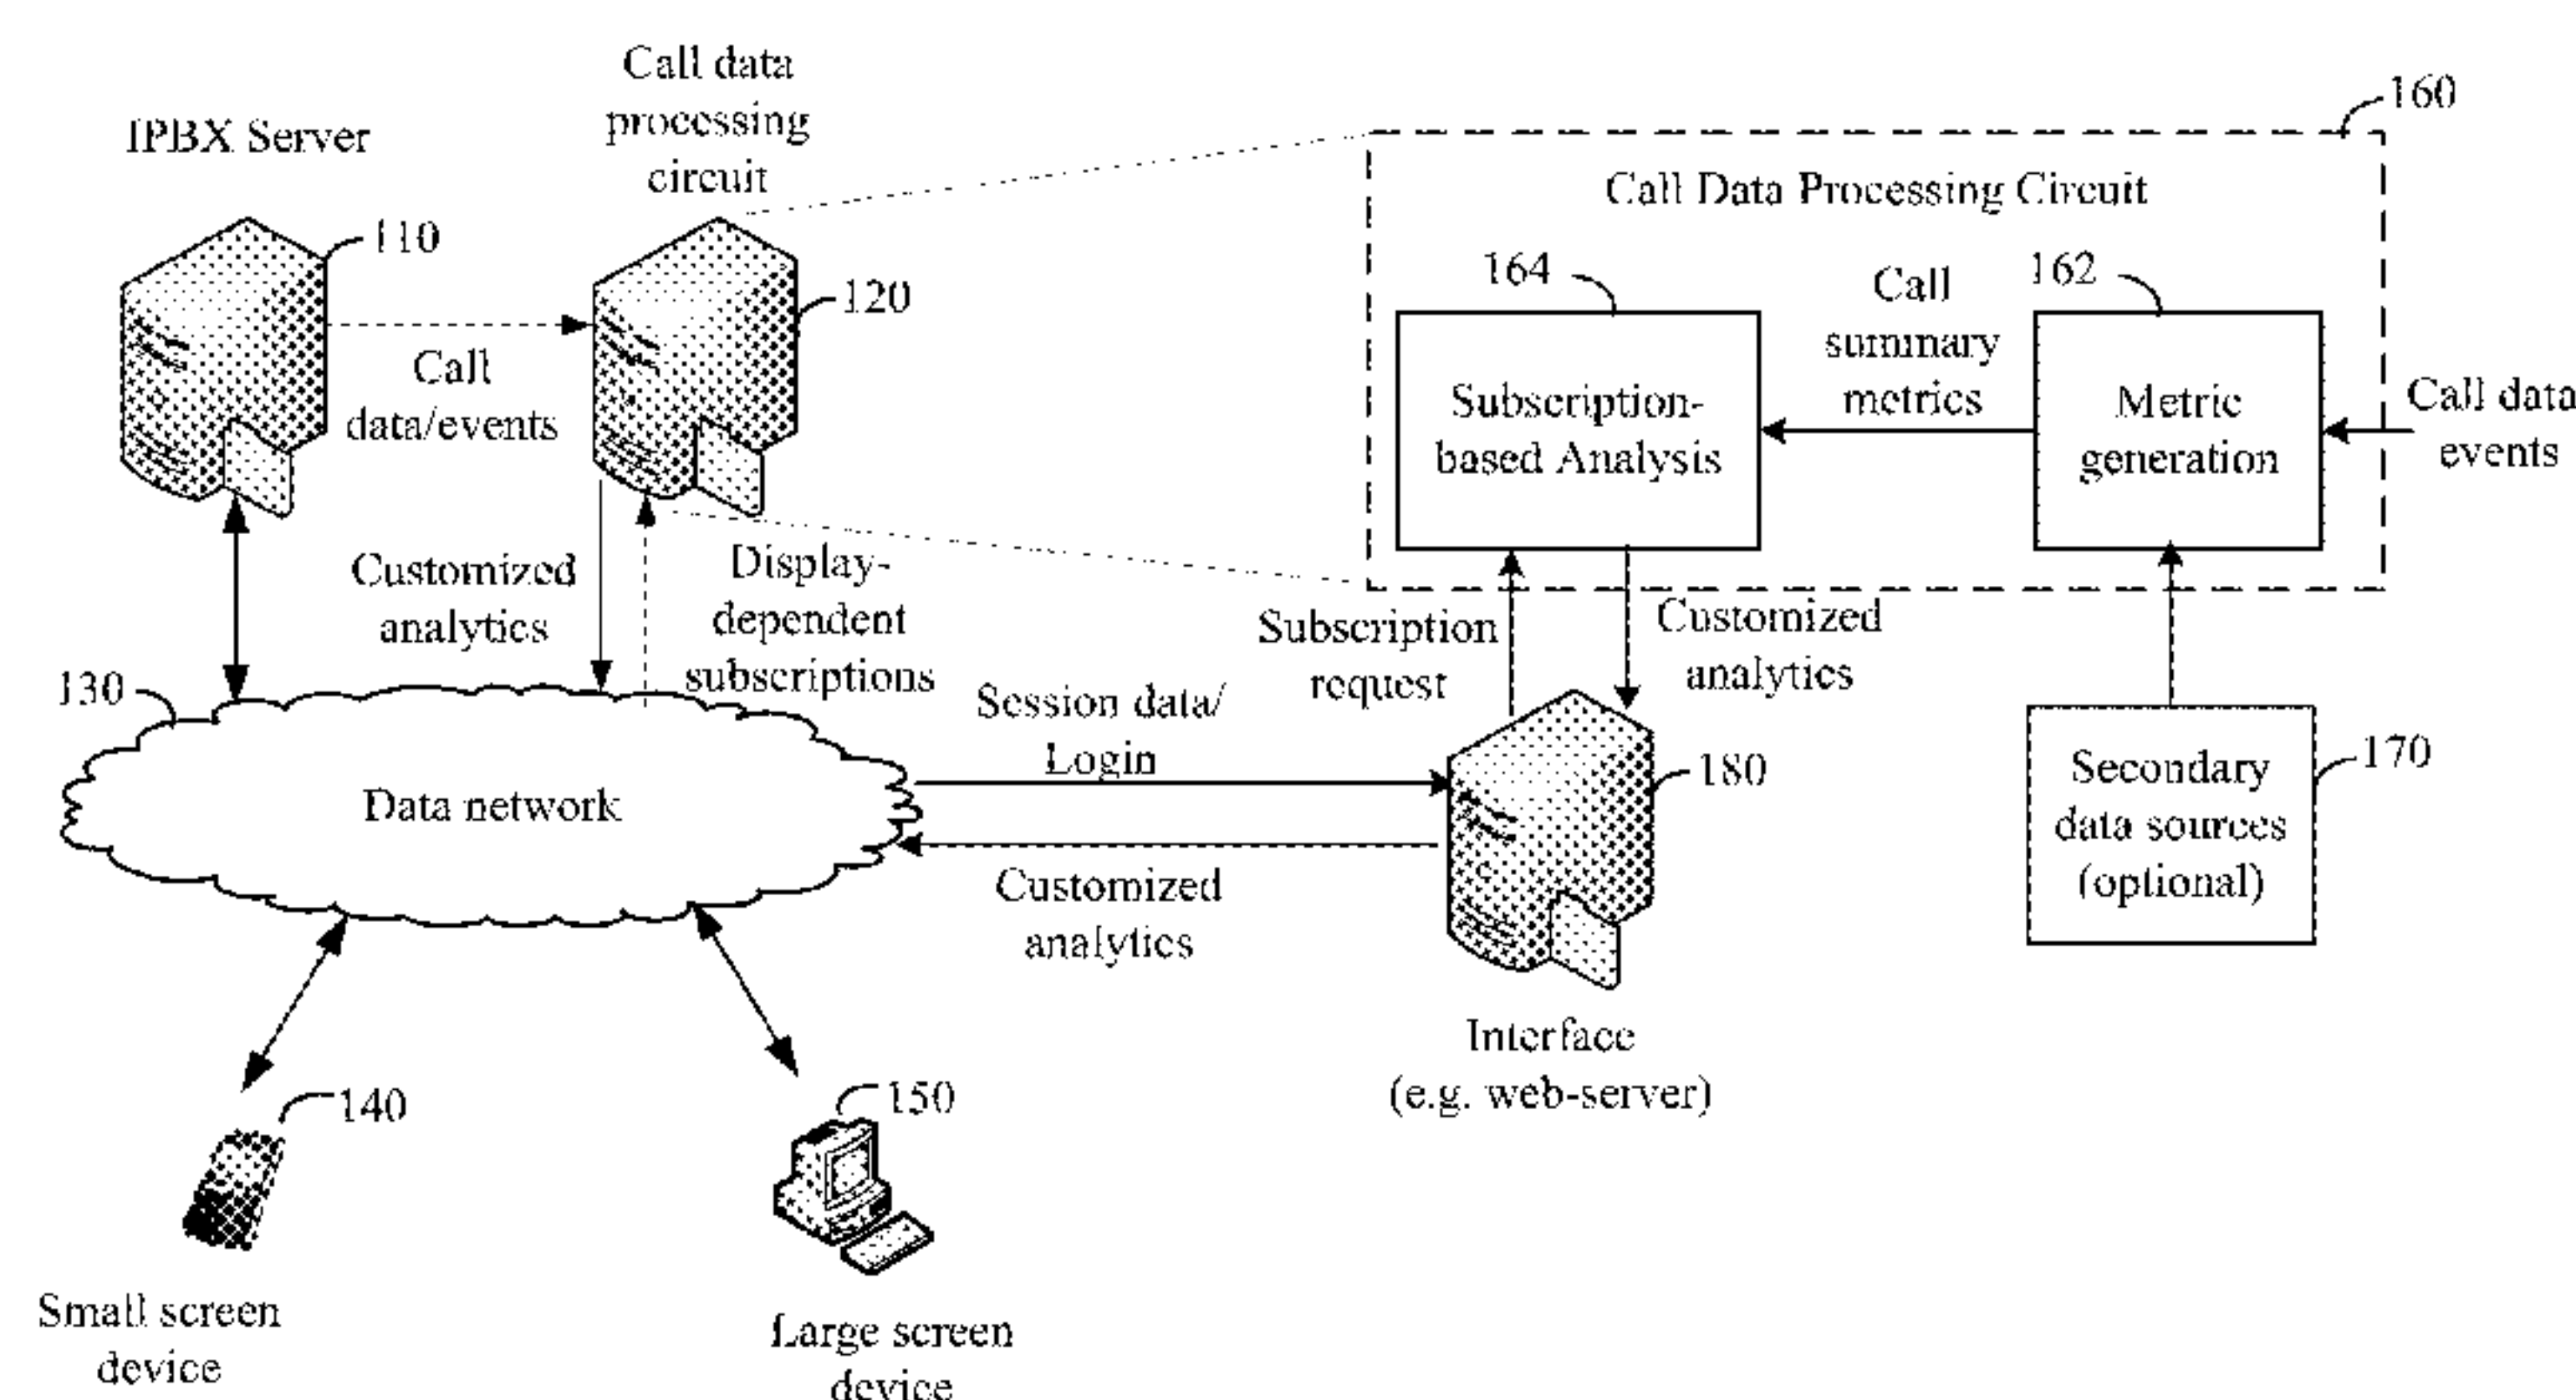 Call data
processing
circuit
IPBX Server
110
120
Call
data/events
Customized
analytics
Display-
dependent
subscriptions
130
Data network
Session data/
Login
Customized
analytics
140
Small screen
device
150
Large screen
device
160
Call Data Processing Circuit
164
Call
summary
metrics
162
Subscription-
based Analysis
Metric
generation
Call data
events
Subscription
request
Customized
analytics
180
Interface
(e.g. web-server)
170
Secondary
data sources
(optional)